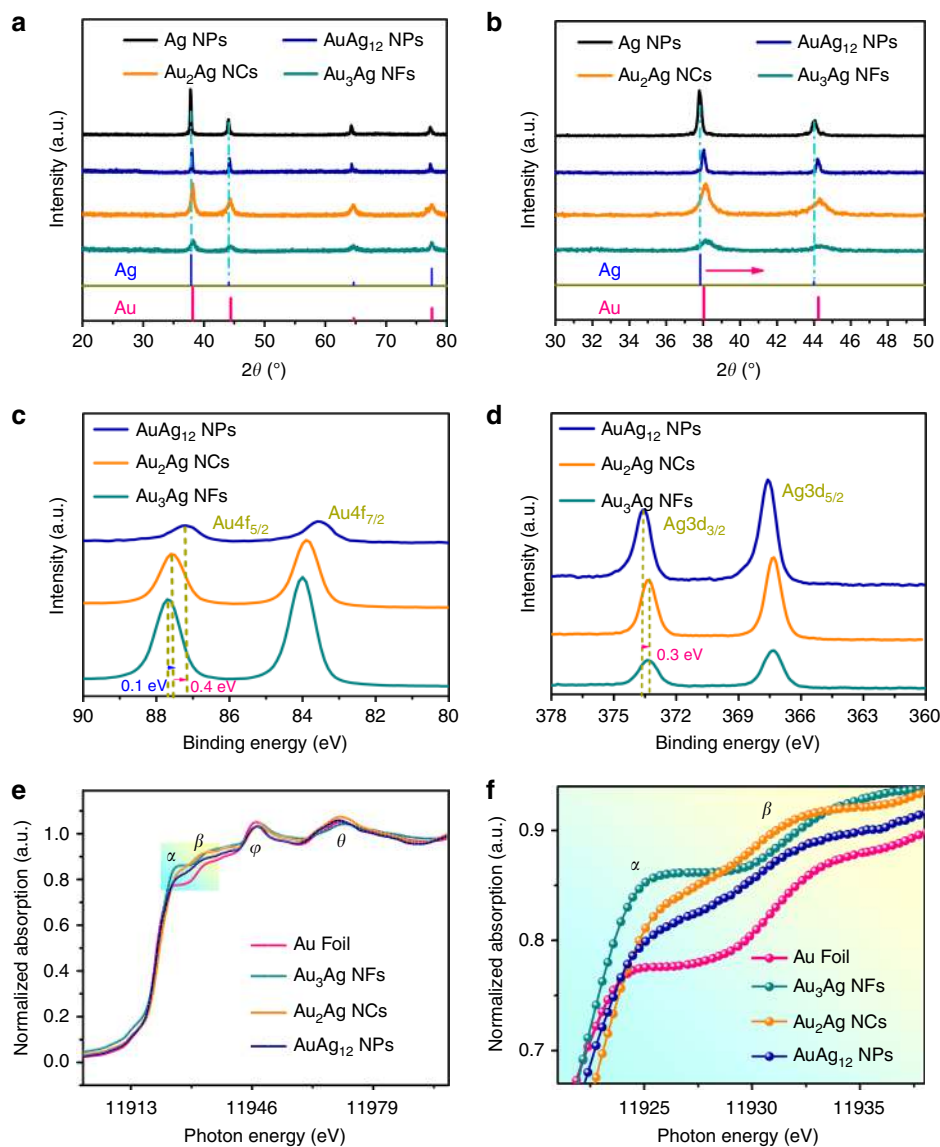 a
Ag NPs
AuAg12 NPs
Au2Ag NCs
Au3Ag NFs
Intensity (a.u.)
Ag
Au
20 30 40 50 60 70 80
2θ (°)
b
Ag NPs
AuAg12 NPs
Au2Ag NCs
Au3Ag NFs
Intensity (a.u.)
Ag
Au
30 32 34 36 38 40 42 44 46 48 50
2θ (°)
c
AuAg12 NPs
Au2Ag NCs
Au3Ag NFs
Au4f5/2
Au4f7/2
Intensity (a.u.)
0.1 eV
0.4 eV
90 88 86 84 82 80
Binding energy (eV)
d
AuAg12 NPs
Au2Ag NCs
Au3Ag NFs
Ag3d5/2
Ag3d3/2
Intensity (a.u.)
0.3 eV
378 375 372 369 366 363 360
Binding energy (eV)
e
Normalized absorption (a.u.)
1.0
0.8
0.6
0.4
0.2
0.0
α
β
φ
θ
Au Foil
Au3Ag NFs
Au2Ag NCs
AuAg12 NPs
11913 11946 11979
Photon energy (eV)
f
Normalized absorption (a.u.)
0.9
0.8
0.7
α
β
Au Foil
Au3Ag NFs
Au2Ag NCs
AuAg12 NPs
11925 11930 11935
Photon energy (eV)